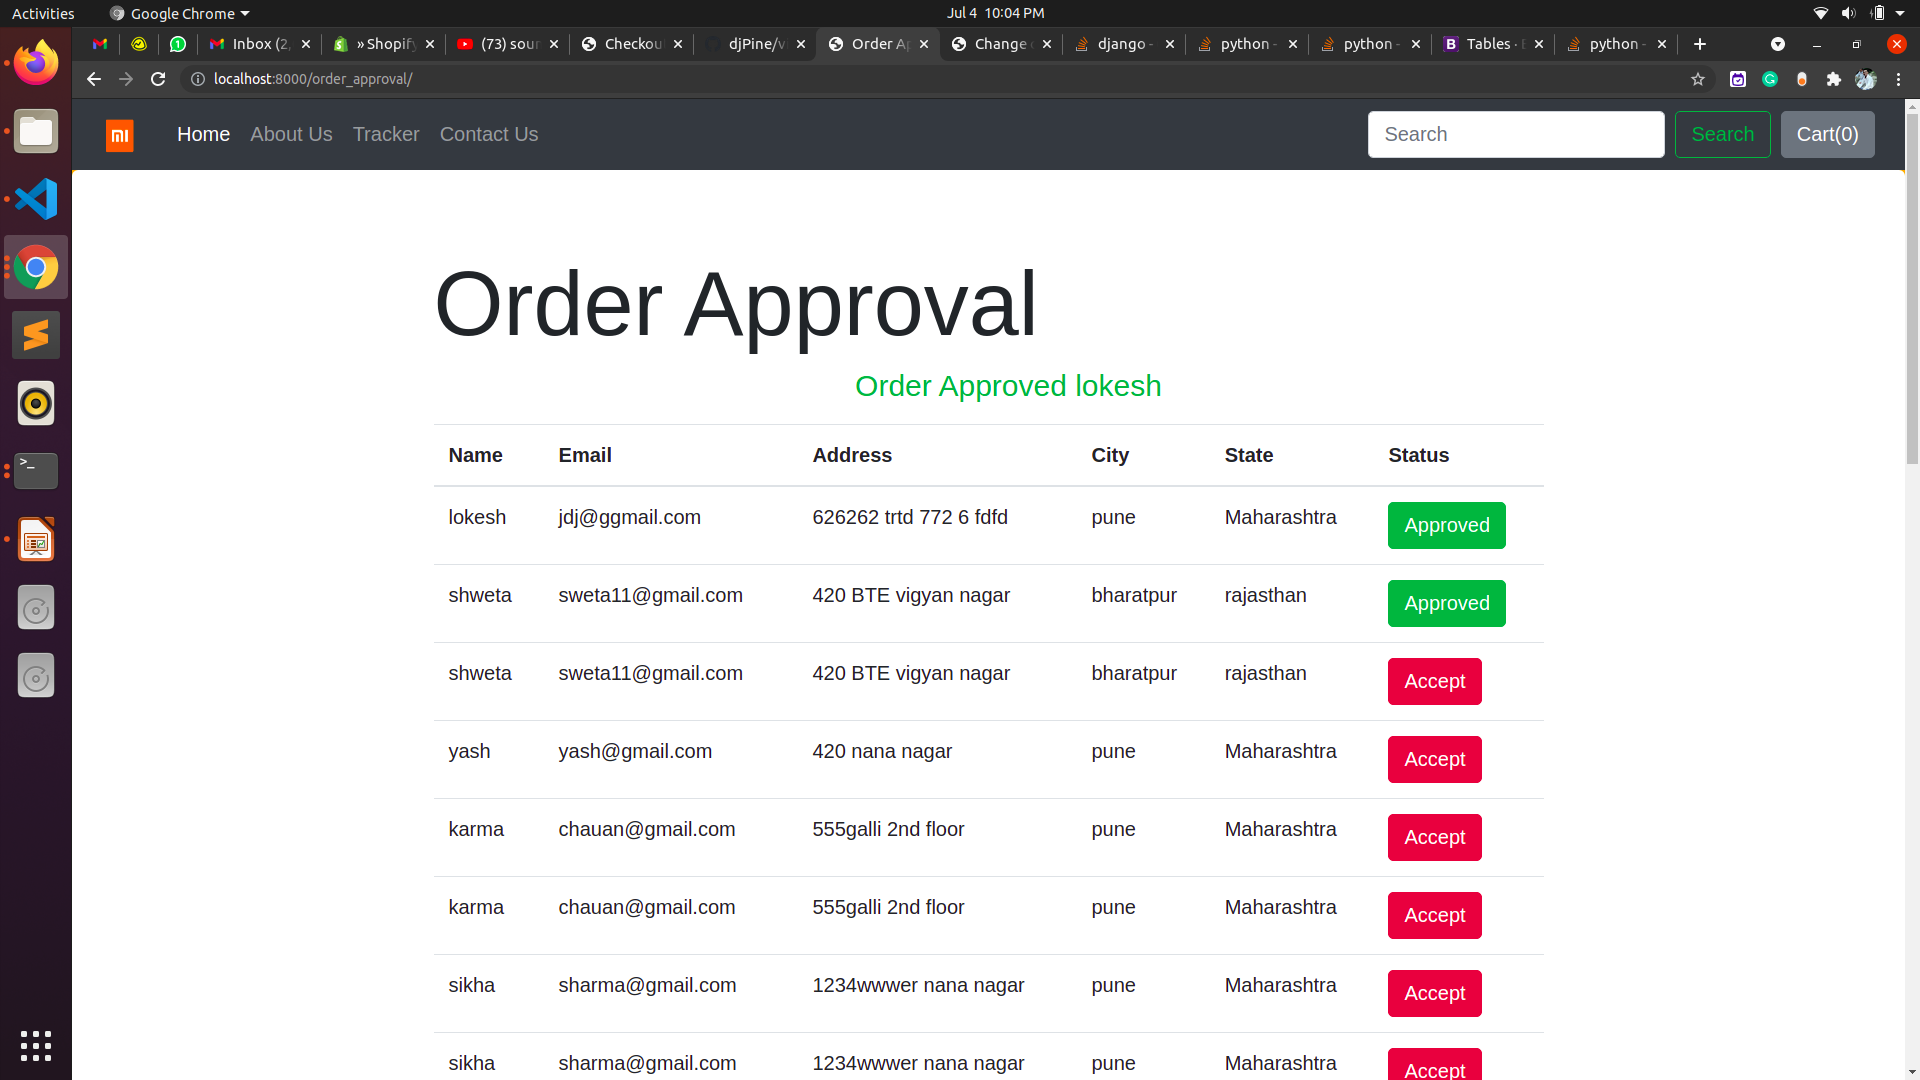 Activities Google Chrome Jul 4 10:04 PM
1 Inbox (2, » Shopify (73) sour Checkou djPine/v Order Ap Change django - python - python - Tables · python -
localhost:8000/order_approval/
Home About Us Tracker Contact Us Search Search Cart(0)
Order Approval
Order Approved lokesh
Name Email Address City State Status
lokesh jdj@ggmail.com 626262 trtd 772 6 fdfd pune Maharashtra Approved
shweta sweta11@gmail.com 420 BTE vigyan nagar bharatpur rajasthan Approved
shweta sweta11@gmail.com 420 BTE vigyan nagar bharatpur rajasthan Accept
yash yash@gmail.com 420 nana nagar pune Maharashtra Accept
karma chauan@gmail.com 555galli 2nd floor pune Maharashtra Accept
karma chauan@gmail.com 555galli 2nd floor pune Maharashtra Accept
sikha sharma@gmail.com 1234wwwer nana nagar pune Maharashtra Accept
sikha sharma@gmail.com 1234wwwer nana nagar pune Maharashtra Accept